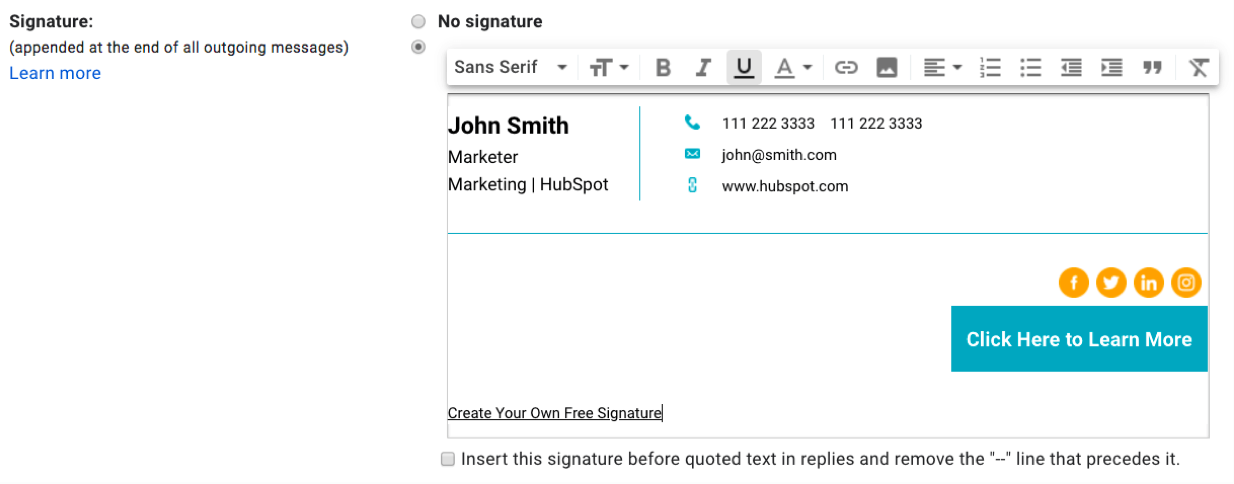 Signature:
(appended at the end of all outgoing messages)
Learn more
No signature
Sans Serif
B I U A
John Smith
Marketer
Marketing | HubSpot
111 222 3333 111 222 3333
john@smith.com
www.hubspot.com
Click Here to Learn More
Create Your Own Free Signature
Insert this signature before quoted text in replies and remove the "--" line that precedes it.